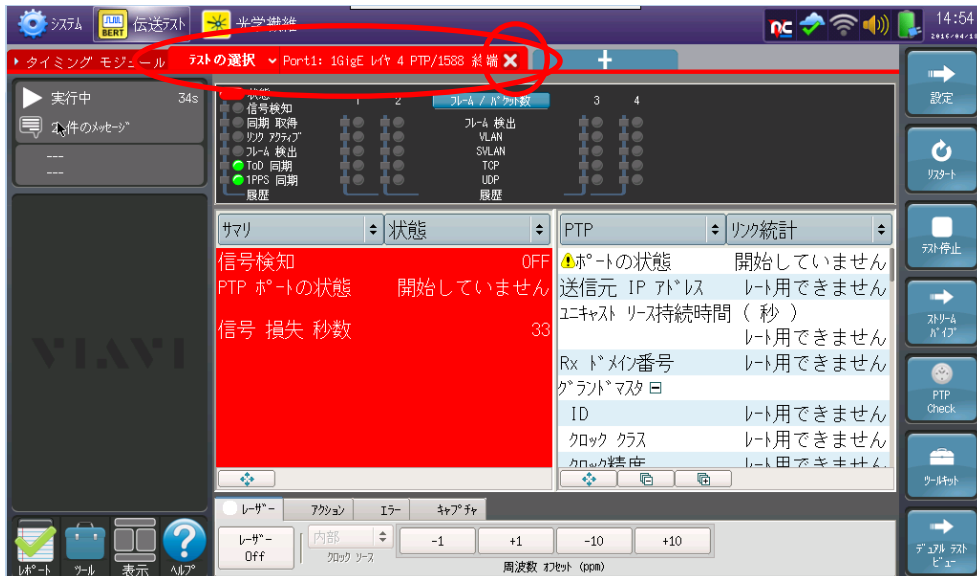 システム
BERT 伝送テスト
光学繊維
14:54
2016/04/18
タイミング モジュール
テストの選択 Port1: 1GigE レイヤ 4 PTP/1588 終端
+
実行中 34s
件のメッセージ
---
---
VIAVI
状態 1 2 フレーム / パケット数 3 4
信号検知
同期 取得 フレーム 検出
リンク アクティブ VLAN
フレーム 検出 SVLAN
ToD 同期 TCP
1PPS 同期 UDP
履歴 履歴
サマリ 状態
信号検知 OFF
PTP ポートの状態 開始していません
信号 損失 秒数 33
PTP リンク統計
ポートの状態 開始していません
送信元 IP アドレス レート用できません
ユニキャスト リース持続時間 ( 秒 )
レート用できません
Rx ドメイン番号 レート用できません
グランドマスタ
ID レート用できません
クロック クラス レート用できません
クロック精度 レート用できません
レーザー アクション エラー キャプチャ
レーザー
Off
内部
クロック ソース
-1 +1 -10 +10
周波数 オフセット (ppm)
レポート ツール 表示 ヘルプ
設定
リスタート
テスト停止
ストリーム
パイプ
PTP
Check
ツールキット
デュアル テスト
ビュー